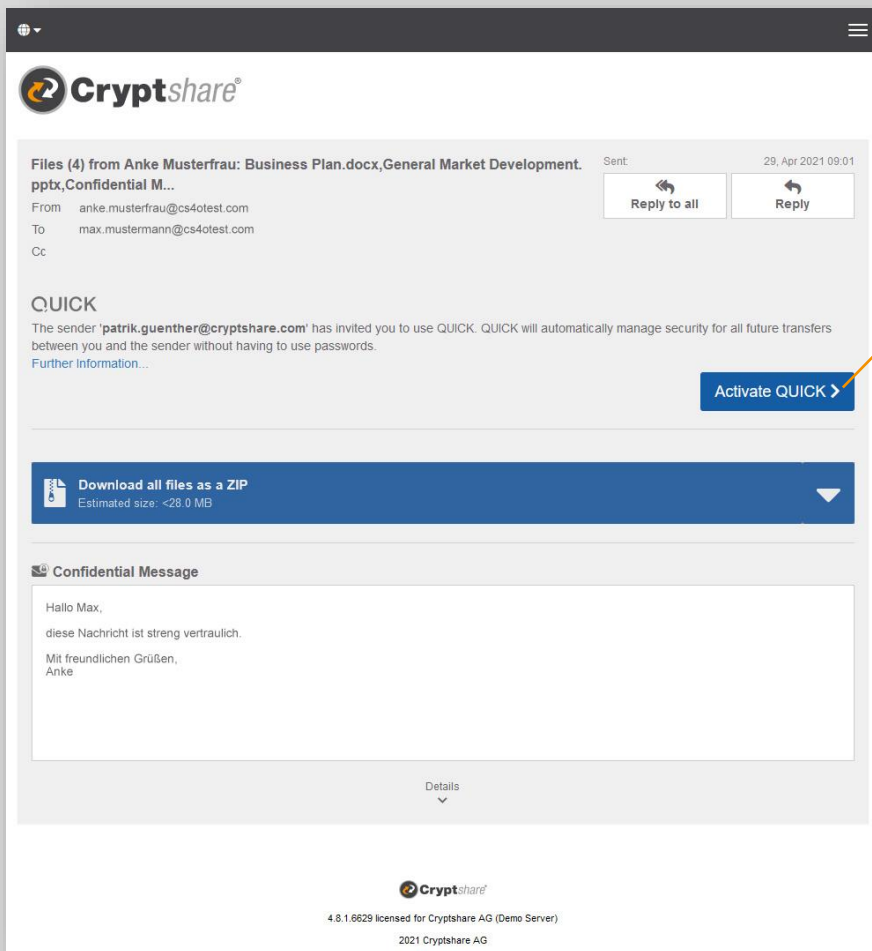 Cryptshare®
Files (4) from Anke Musterfrau: Business Plan.docx,General Market Development.
pptx,Confidential M...
Sent:
29, Apr 2021 09:01
Reply to all
Reply
From anke.musterfrau@cs4otest.com
To max.mustermann@cs4otest.com
Cc
QUICK
The sender 'patrik.guenther@cryptshare.com' has invited you to use QUICK. QUICK will automatically manage security for all future transfers
between you and the sender without having to use passwords.
Further Information...
Activate QUICK
Download all files as a ZIP
Estimated size: <28.0 MB
Confidential Message
Hallo Max,
diese Nachricht ist streng vertraulich.
Mit freundlichen Grüßen,
Anke
Details
Cryptshare®
4.8.1.6629 licensed for Cryptshare AG (Demo Server)
2021 Cryptshare AG